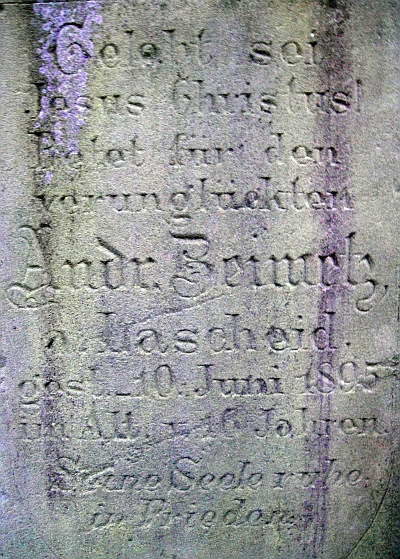 Gelobt sei
Jesus Christus!
Betet für den
verunglückten
Andr. Zeimetz,
a. Lascheid.
gest. 10. Juni 1895
im Alt. v. 16 Jahren.
Seine Seele ruhe
in Frieden.